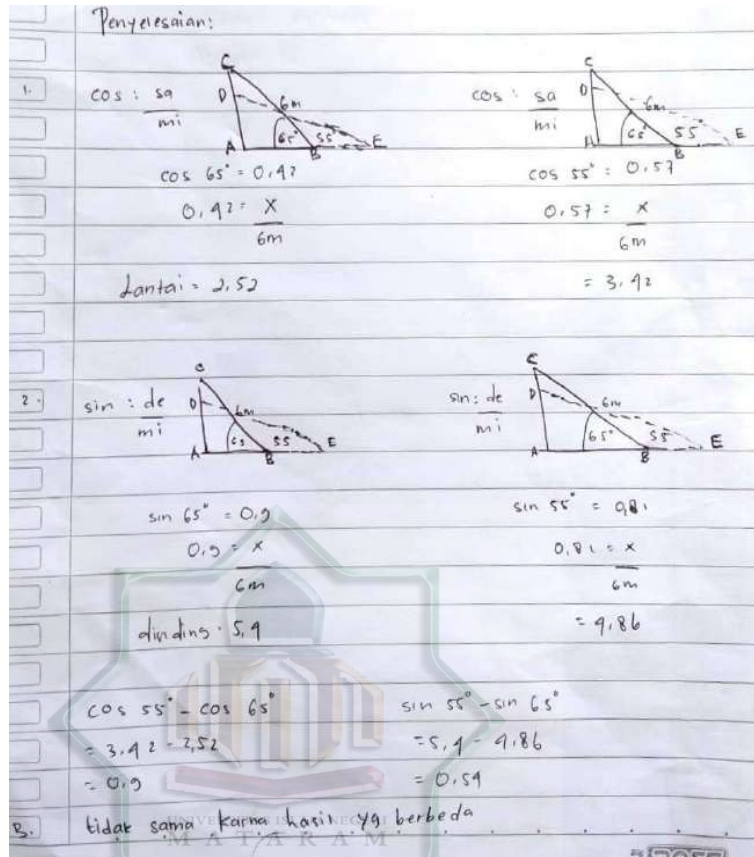 Penyelesaian:
1. cos : sa/mi
C
D
6m
65° 55°
A B E
cos 65° = 0,42
0,42 = x/6m
Lantai = 2,52
cos : sa/mi
C
D
6m
65° 55
A B E
cos 55° = 0,57
0,57 = x/6m
= 3,42
2. sin : de/mi
C
D
6m
65 55
A B E
sin 65° = 0,9
0,9 = x/6m
dinding = 5,4
sin : de/mi
C
D
6m
65° 55°
A B E
sin 55° = 0,81
0,81 = x/6m
= 4,86
cos 55° - cos 65°
= 3,42 - 2,52
= 0,9
sin 55° - sin 65°
= 5,4 - 4,86
= 0,54
B. tidak sama karna hasil yg berbeda
UNIVERSITAS ISLAM NEGERI
MATARAM